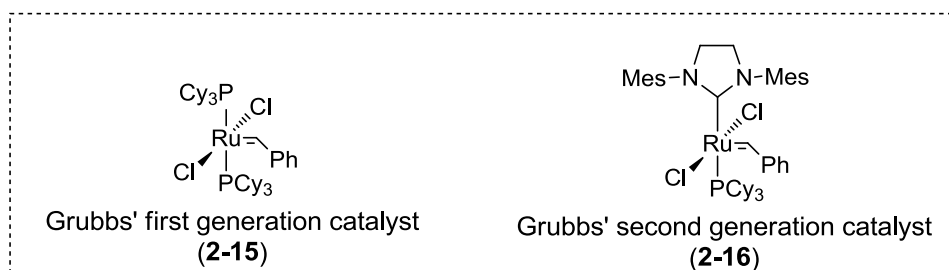 Cy3P
Cl
Ru
Cl
Ph
PCy3
Grubbs' first generation catalyst
(2-15)
Mes
N
N
Mes
Cl
Ru
Cl
Ph
PCy3
Grubbs' second generation catalyst
(2-16)